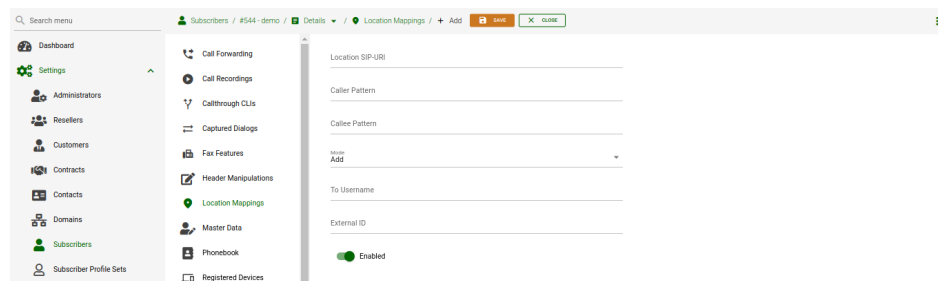 Search menu
Subscribers / #544 - demo / Details / Location Mappings / + Add SAVE CLOSE
Dashboard
Settings
Administrators
Resellers
Customers
Contracts
Contacts
Domains
Subscribers
Subscriber Profile Sets
Call Forwarding
Call Recordings
Callthrough CLIs
Captured Dialogs
Fax Features
Header Manipulations
Location Mappings
Master Data
Phonebook
Registered Devices
Location SIP-URI
Caller Pattern
Callee Pattern
Mode
Add
To Username
External ID
Enabled